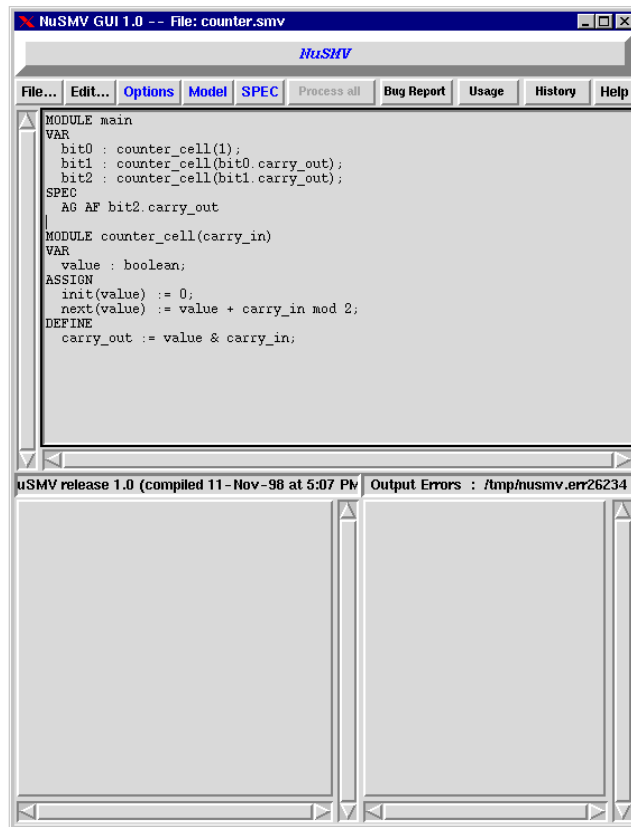 NuSMV GUI 1.0 -- File: counter.smv
NuSMV
File... Edit... Options Model SPEC Process all Bug Report Usage History Help
MODULE main
VAR
bit0 : counter_cell(1);
bit1 : counter_cell(bit0.carry_out);
bit2 : counter_cell(bit1.carry_out);
SPEC
AG AF bit2.carry_out
MODULE counter_cell(carry_in)
VAR
value : boolean;
ASSIGN
init(value) := 0;
next(value) := value + carry_in mod 2;
DEFINE
carry_out := value & carry_in;
uSMV release 1.0 (compiled 11-Nov-98 at 5:07 PM Output Errors : /tmp/nusmv.err26234